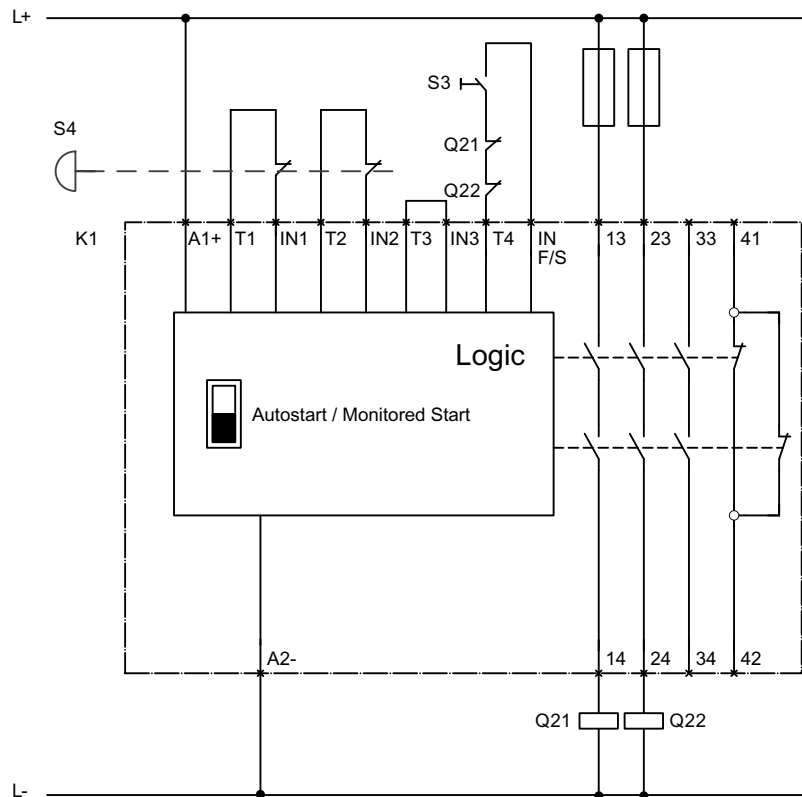 L+
S3
S4
Q21
Q22
K1
A1+ T1 IN1 T2 IN2 T3 IN3 T4 IN 13 23 33 41
F/S
Logic
Autostart / Monitored Start
A2- 14 24 34 42
Q21 Q22
L-